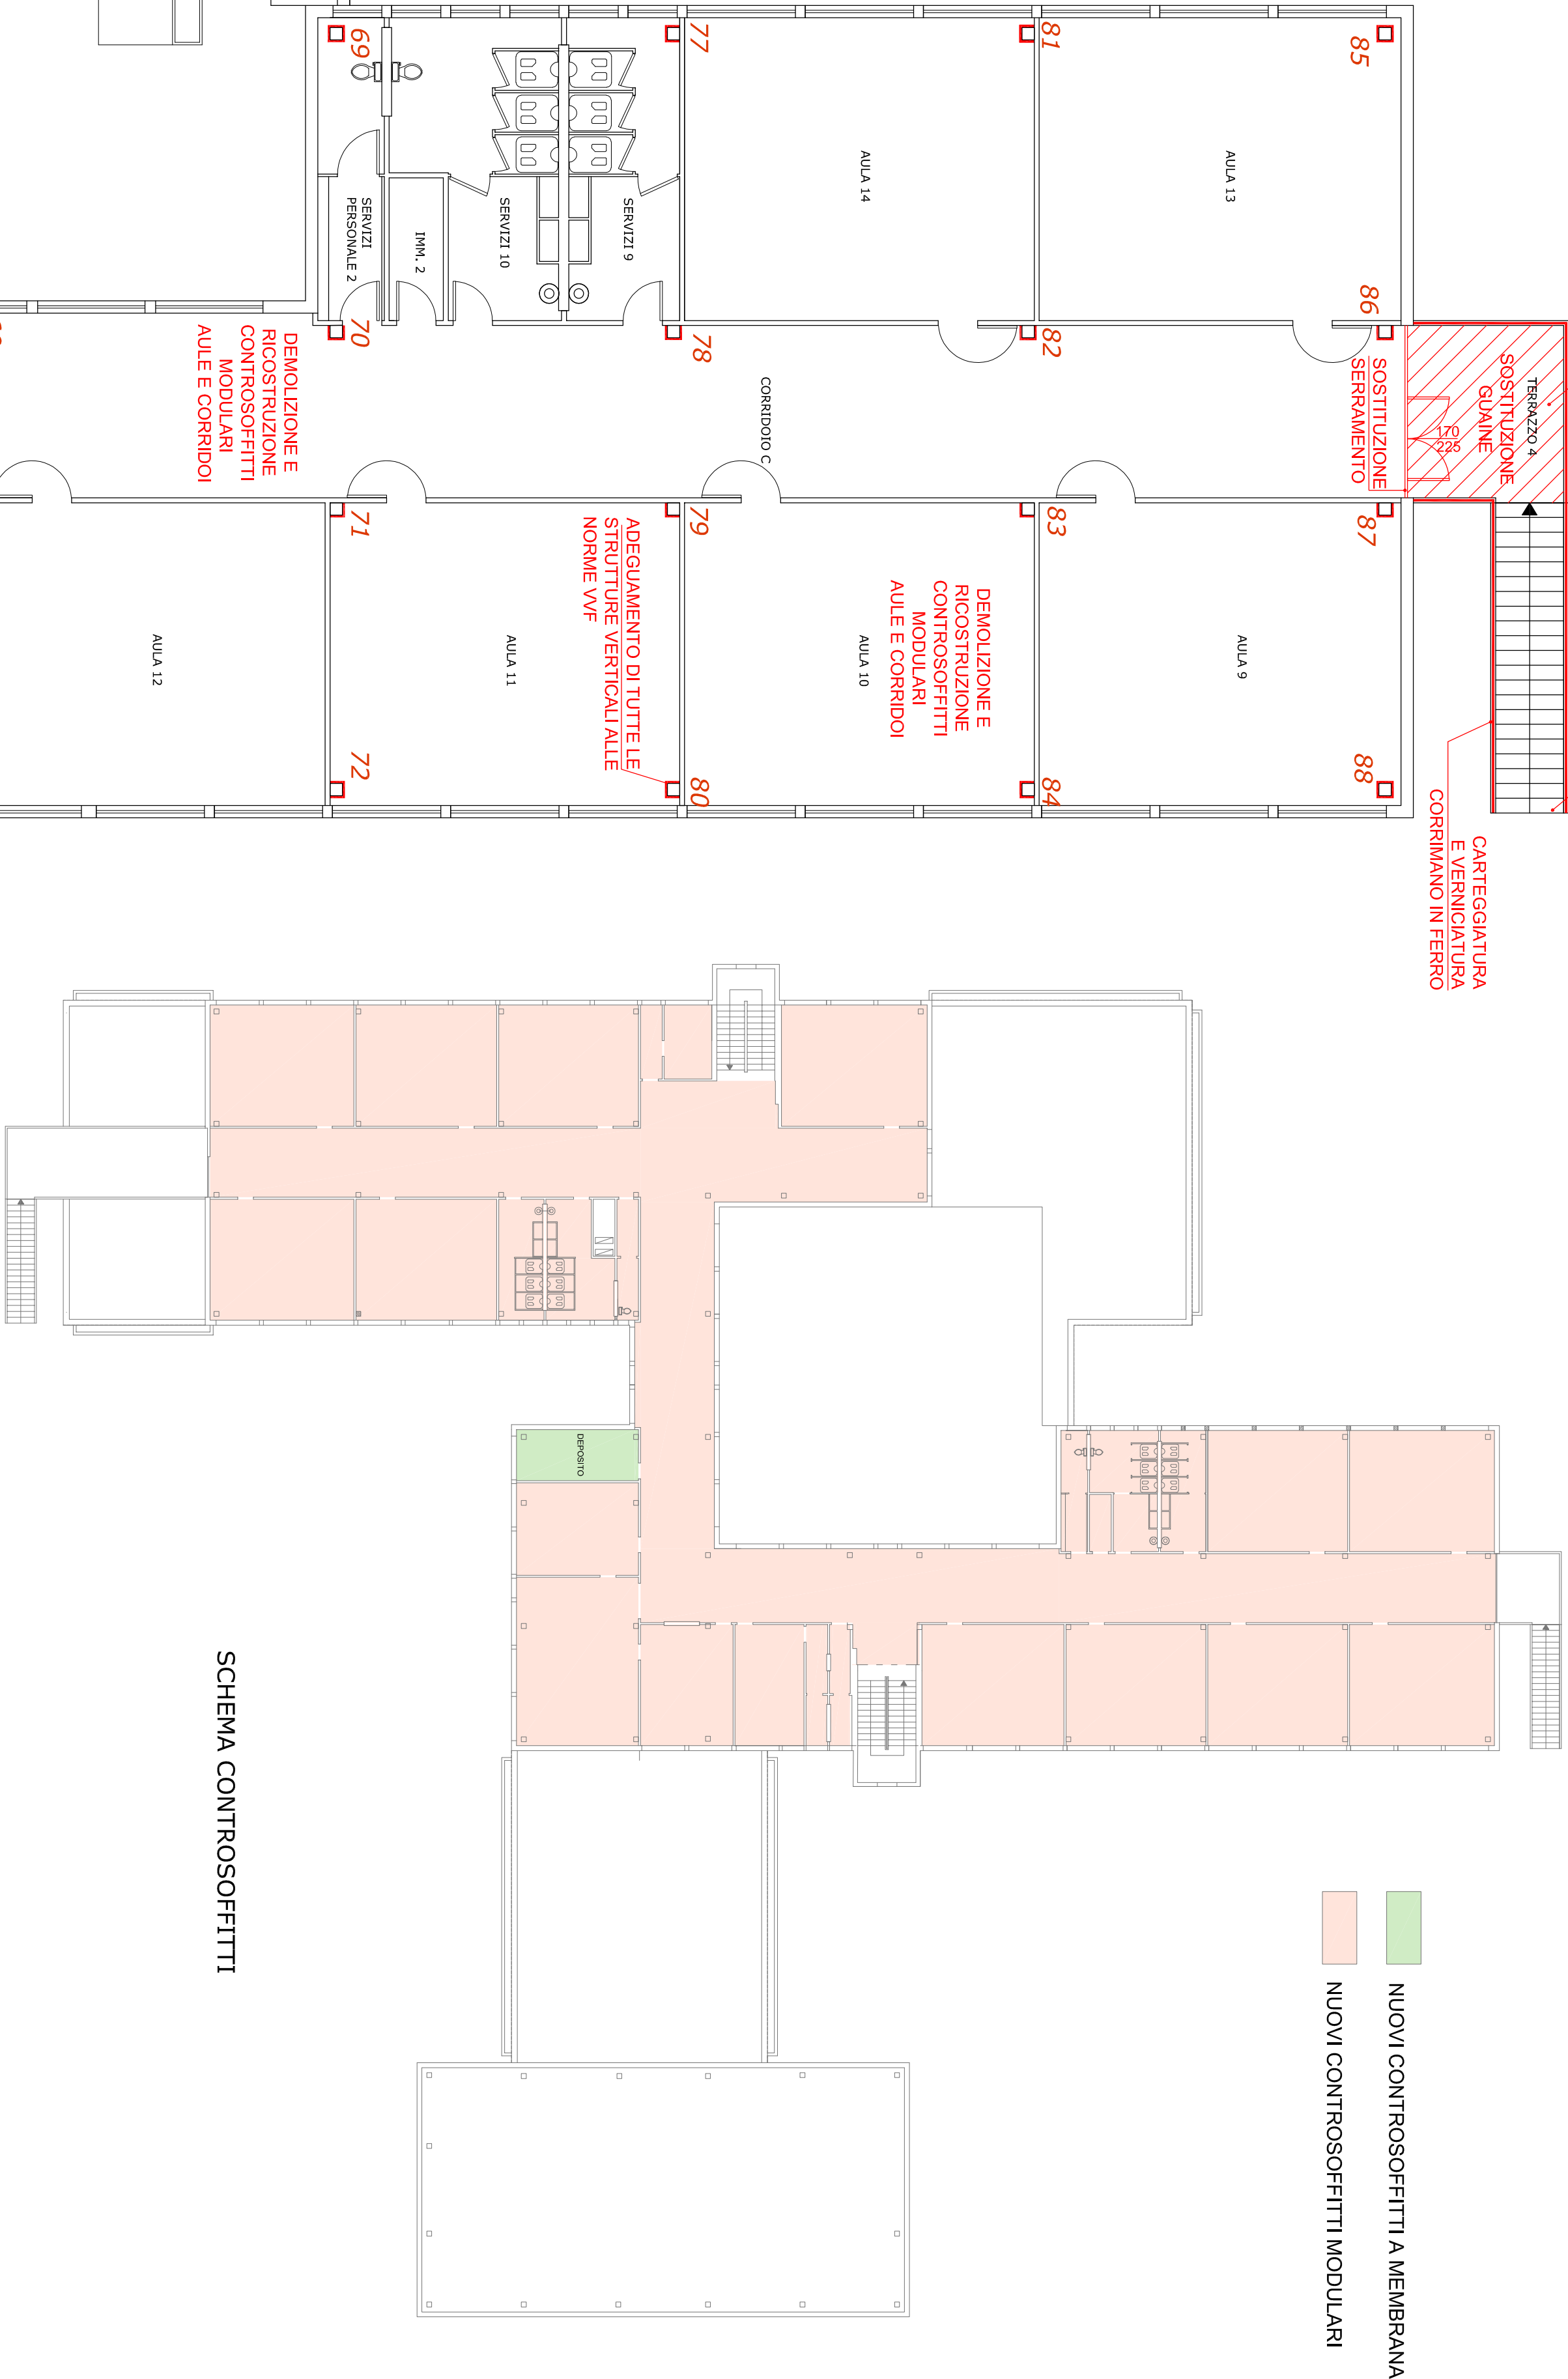 69
77
81
85
AULA 14
AULA 13
SERVIZI
PERSONALE 2
IMM. 2
SERVIZI 10
SERVIZI 9
70
78
82
86
DEMOLIZIONE E
RICOSTRUZIONE
CONTROSOFFITTI
MODULARI
AULE E CORRIDOI
CORRIDOIO C
SOSTITUZIONE
SERRAMENTO
TERRAZZO 4
SOSTITUZIONE
GUAINE
170
225
71
79
83
87
ADEGUAMENTO DI TUTTE LE
STRUTTURE VERTICALI ALLE
NORME VVF
DEMOLIZIONE E
RICOSTRUZIONE
CONTROSOFFITTI
MODULARI
AULE E CORRIDOI
AULA 12
AULA 11
AULA 10
AULA 9
72
80
84
88
CARTEGGIATURA
E VERNICIATURA
CORRIMANO IN FERRO
DEPOSITO
SCHEMA CONTROSOFFITTI
NUOVI CONTROSOFFITTI A MEMBRANA
NUOVI CONTROSOFFITTI MODULARI